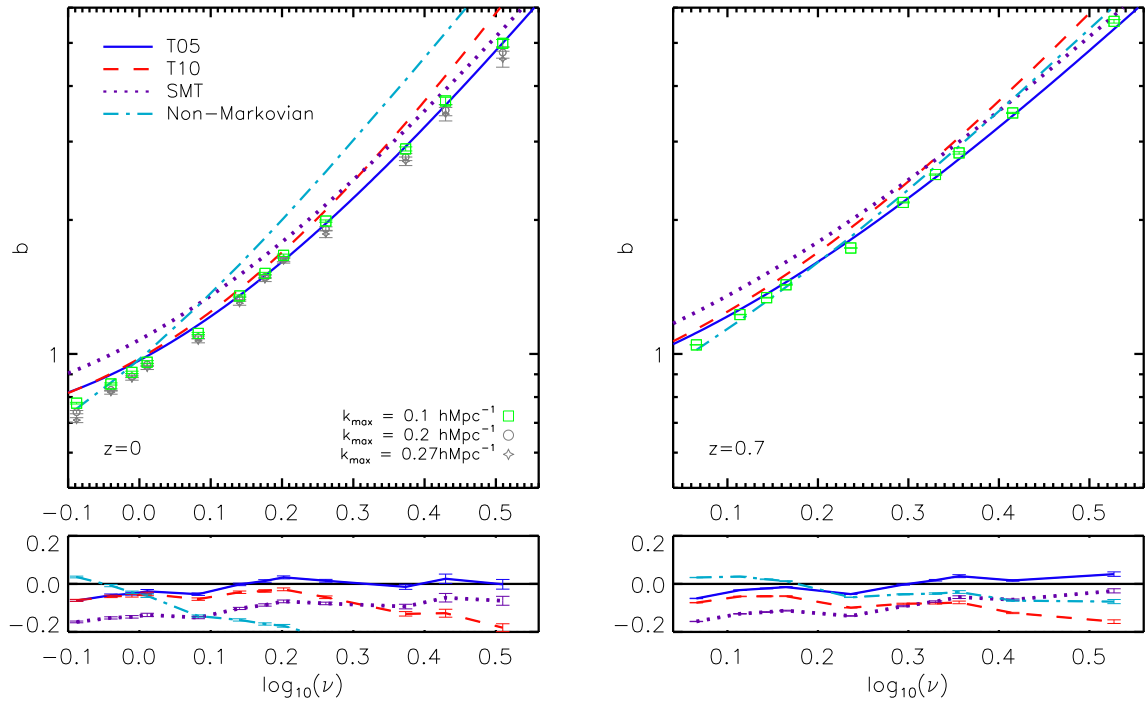 T05
T10
SMT
Non-Markovian
b
1
k_max = 0.1 hMpc⁻¹
k_max = 0.2 hMpc⁻¹
k_max = 0.27hMpc⁻¹
z=0
-0.1 0.0 0.1 0.2 0.3 0.4 0.5
0.2
0.0
-0.2
-0.1 0.0 0.1 0.2 0.3 0.4 0.5
log₁₀(ν)
b
1
z=0.7
0.1 0.2 0.3 0.4 0.5
0.2
0.0
-0.2
0.1 0.2 0.3 0.4 0.5
log₁₀(ν)